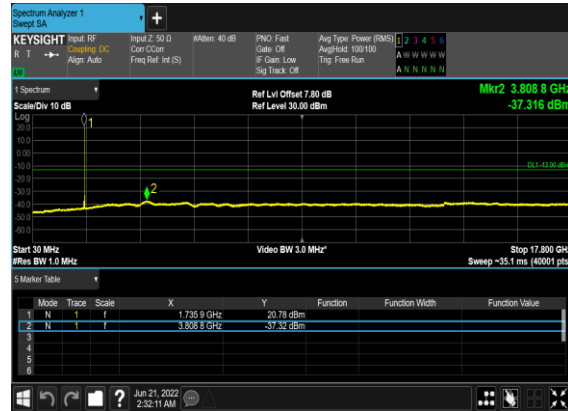 Spectrum Analyzer 1
Swept SA
+
KEYSIGHT Input: RF Input Z: 50 Ω #Atten: 40 dB PNO: Fast Avg Type: Power (RMS) 1 2 3 4 5 6
R T Coupling: DC Corr CCorr Gate: Off Avg|Hold: 100/100 A W W W W W
Align: Auto Freq Ref: Int (S) IF Gain: Low Trig: Free Run
Sig Track: Off A N N N N N
1 Spectrum Ref Lvl Offset 7.80 dB Mkr2 3.808 8 GHz
Scale/Div 10 dB Ref Level 30.00 dBm -37.316 dBm
Log
20.0
10.0
0.00
-10.0
-20.0
-30.0
-40.0
-50.0
-60.0
1
2
DL1 -13.00 dBm
Start 30 MHz Video BW 3.0 MHz* Stop 17.800 GHz
#Res BW 1.0 MHz Sweep ~35.1 ms (40001 pts)
5 Marker Table
Mode Trace Scale X Y Function Function Width Function Value
1 N 1 f 1.735 9 GHz 20.78 dBm
2 N 1 f 3.808 8 GHz -37.32 dBm
3
4
5
6
? Jun 21, 2022
2:32:11 AM